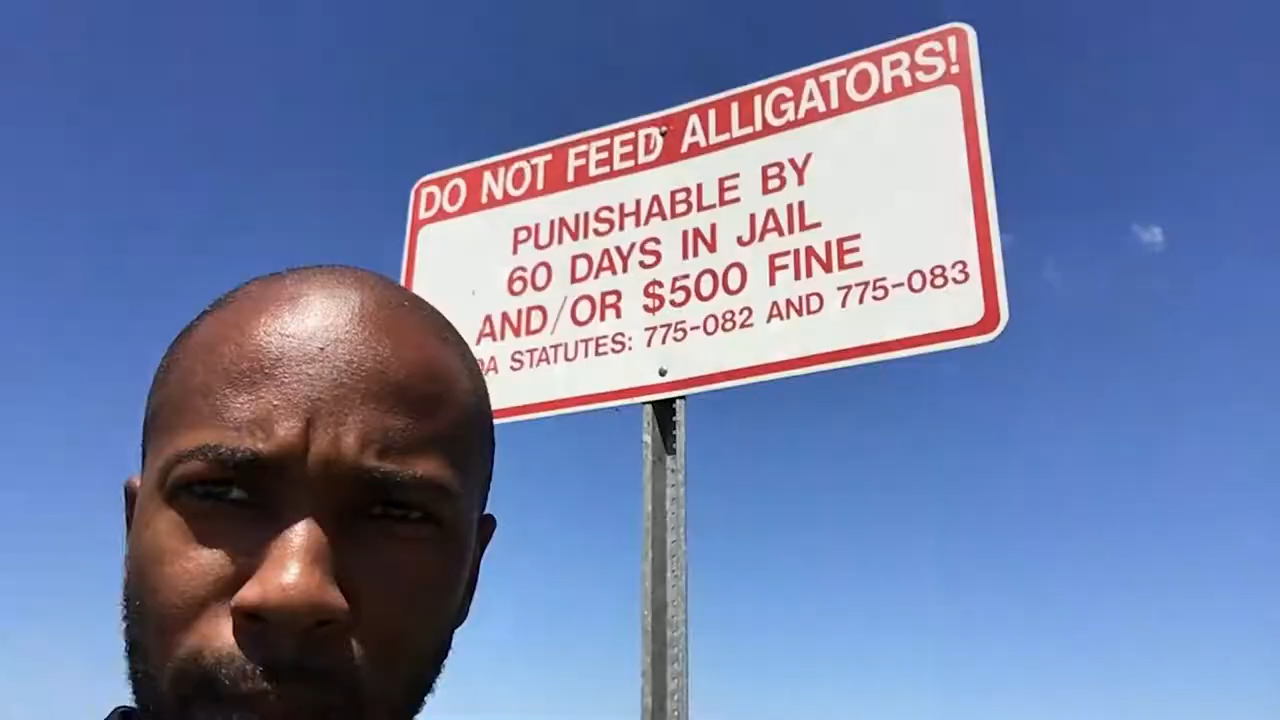 DO NOT FEED ALLIGATORS!
PUNISHABLE BY
60 DAYS IN JAIL
AND/OR $500 FINE
STATUTES: 775-082 AND 775-083